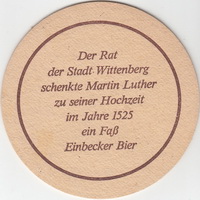 Der Rat
der Stadt Wittenberg
schenkte Martin Luther
zu seiner Hochzeit
im Jahre 1525
ein Faß
Einbecker Bier